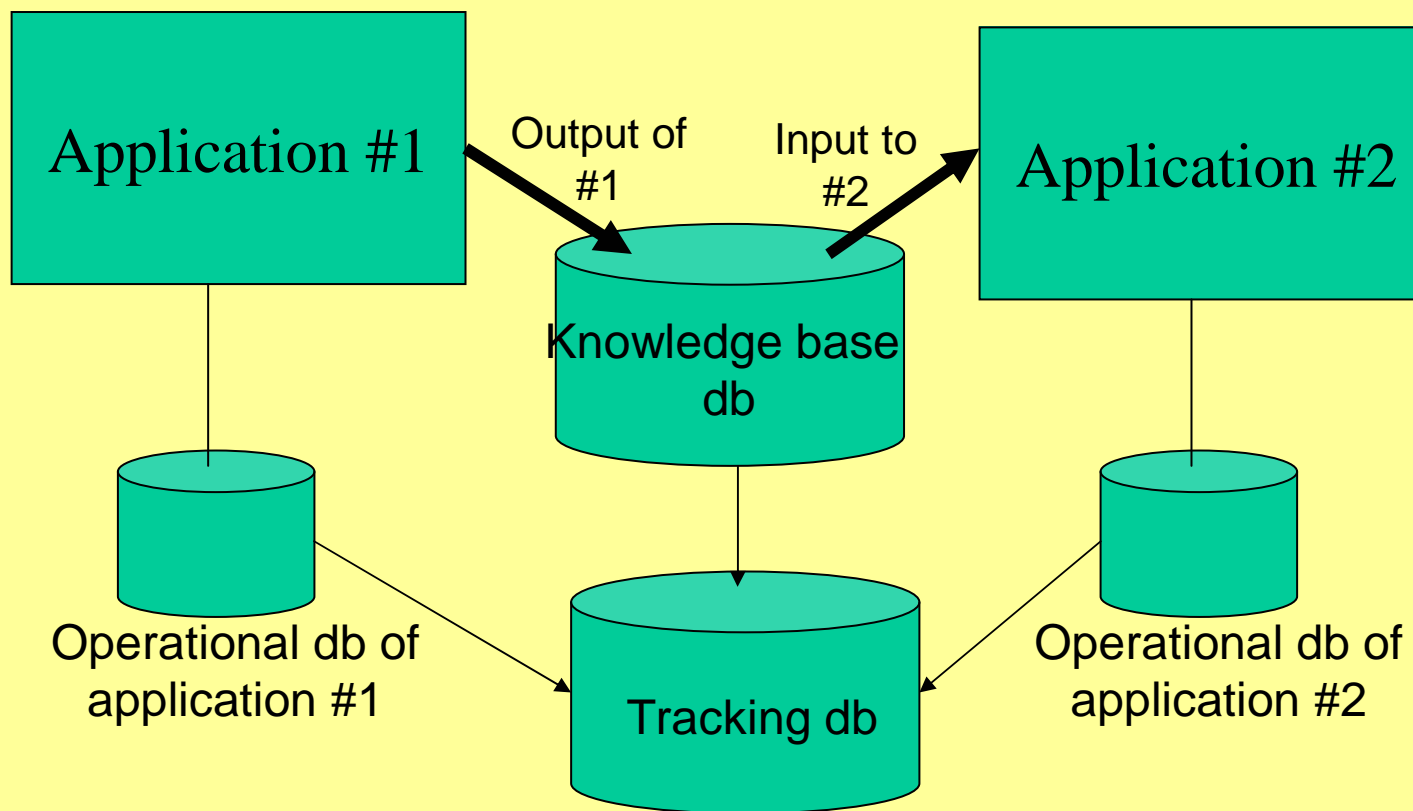 Application #1
Output of
#1
Input to
#2
Application #2
Knowledge base
db
Operational db of
application #1
Tracking db
Operational db of
application #2